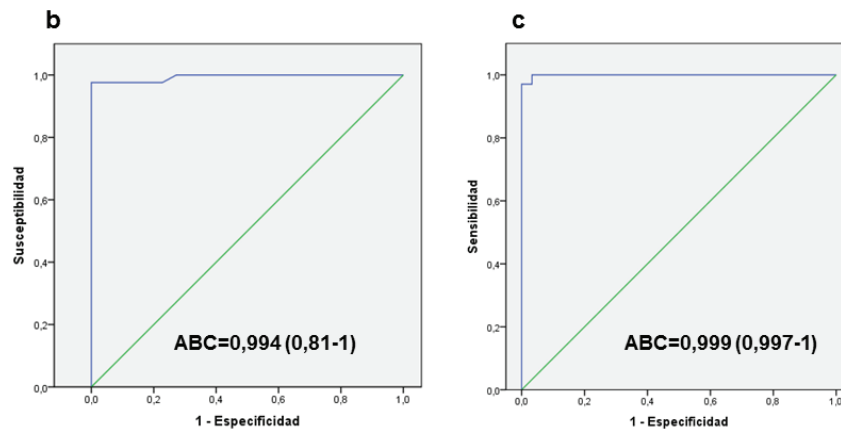 b
Susceptibilidad
1,0
0,8
0,6
0,4
0,2
0,0
ABC=0,994 (0,81-1)
0,0 0,2 0,4 0,6 0,8 1,0
1 - Especificidad
c
Sensibilidad
1,0
0,8
0,6
0,4
0,2
0,0
ABC=0,999 (0,997-1)
0,0 0,2 0,4 0,6 0,8 1,0
1 - Especificidad